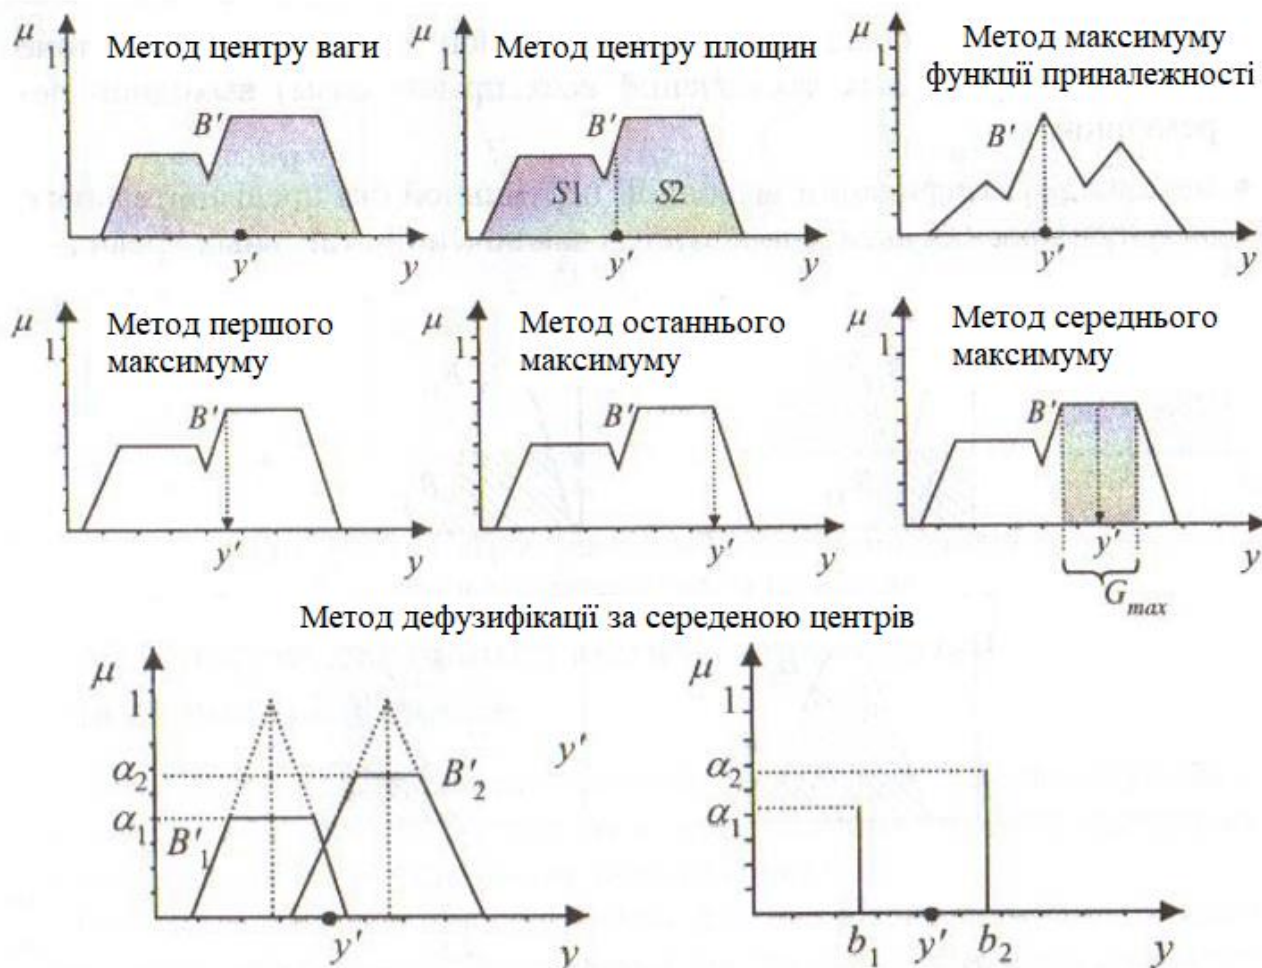 μ
1
Метод центру ваги
B'
y'
y
μ
1
Метод центру площин
B'
S1
S2
y'
y
μ
1
Метод максимуму
функції приналежності
B'
y'
y
μ
1
Метод першого
максимуму
B'
y'
y
μ
1
Метод останнього
максимуму
B'
y'
y
μ
1
Метод середнього
максимуму
B'
y'
y
G_max
Метод дефузифікації за середеною центрів
μ
1
α₂
α₁
B'₁
B'₂
y'
y
y'
μ
1
α₂
α₁
b₁
y'
b₂
y